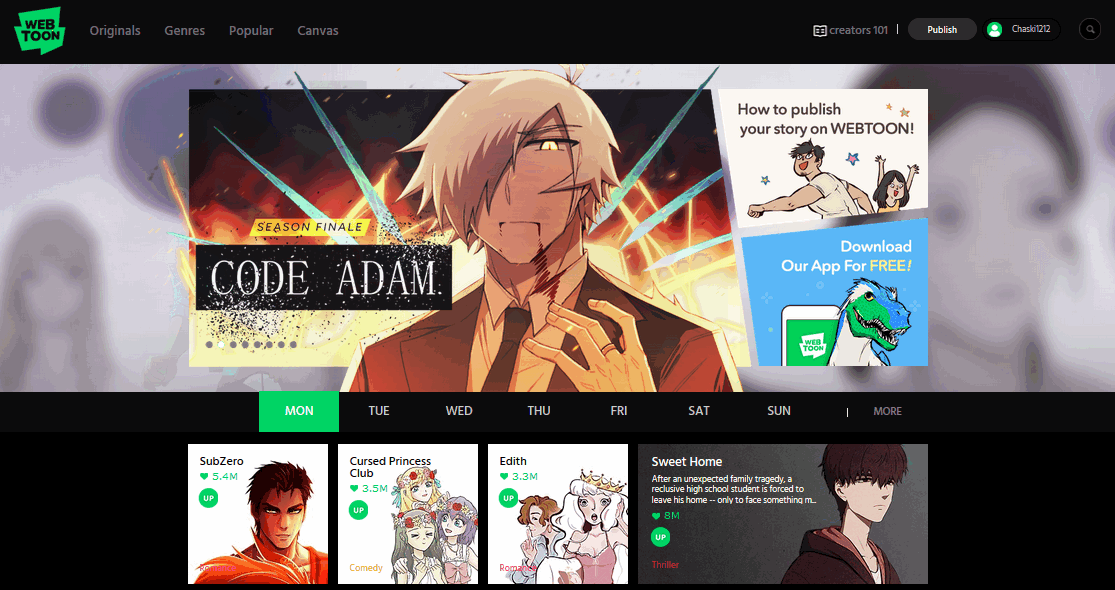 WEB
TOON
Originals
Genres
Popular
Canvas
creators 101
Publish
Chaski1212
SEASON FINALE
CODE ADAM.
How to publish
your story on WEBTOON!
Download
Our App For FREE!
WEB
TOON
MON
TUE
WED
THU
FRI
SAT
SUN
MORE
SubZero
5.4M
UP
Romance
Cursed Princess
Club
3.5M
UP
Comedy
Edith
3.3M
UP
Romance
Sweet Home
After an unexpected family tragedy, a
reclusive high school student is forced to
leave his home -- only to face something m...
8M
UP
Thriller